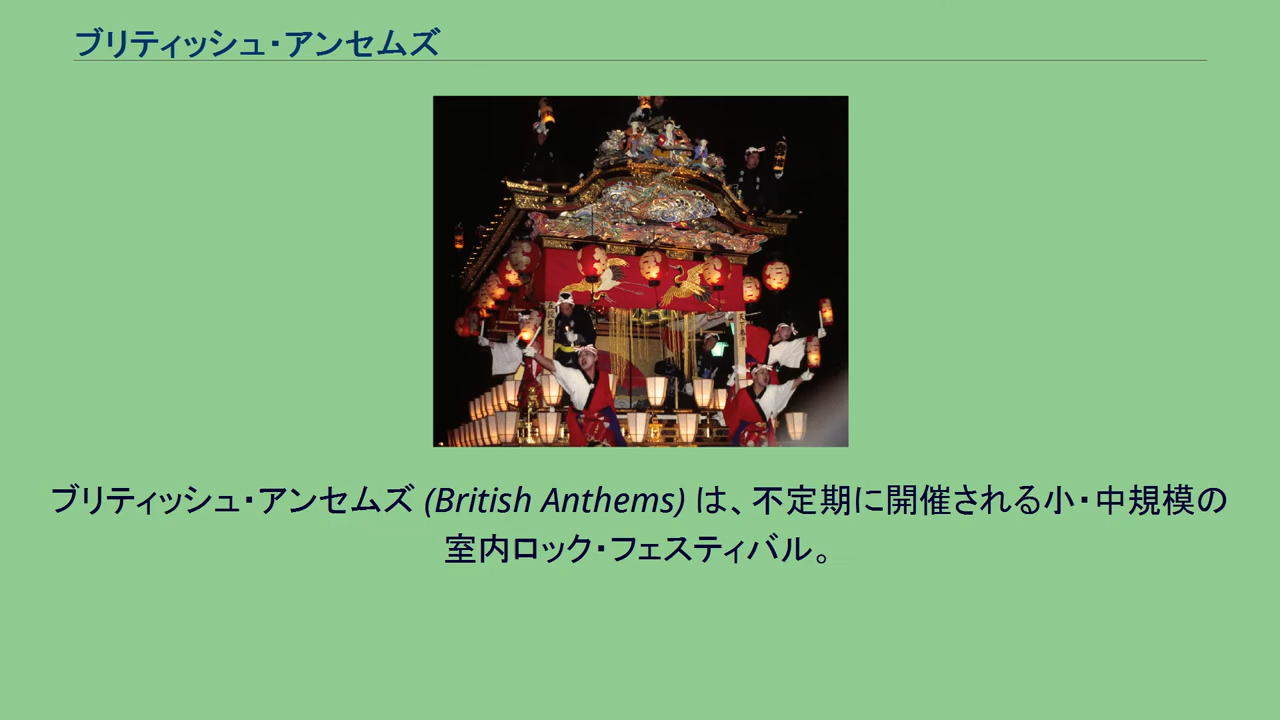 ブリティッシュ・アンセムズ
ブリティッシュ・アンセムズ (British Anthems) は、不定期に開催される小・中規模の
室内ロック・フェスティバル。